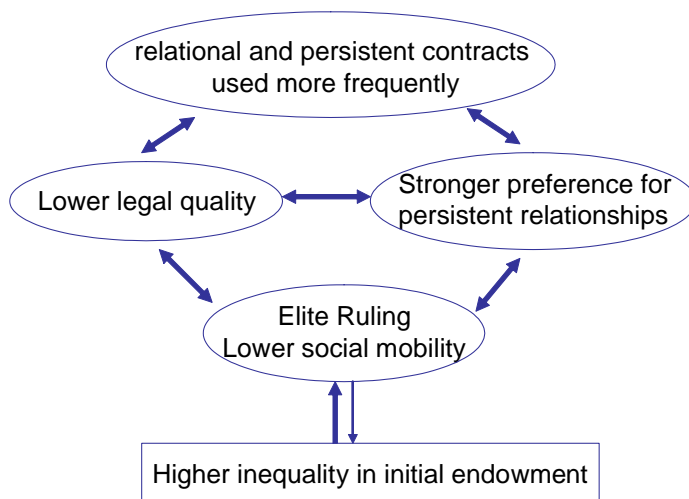 relational and persistent contracts
used more frequently
Lower legal quality
Stronger preference for
persistent relationships
Elite Ruling
Lower social mobility
Higher inequality in initial endowment